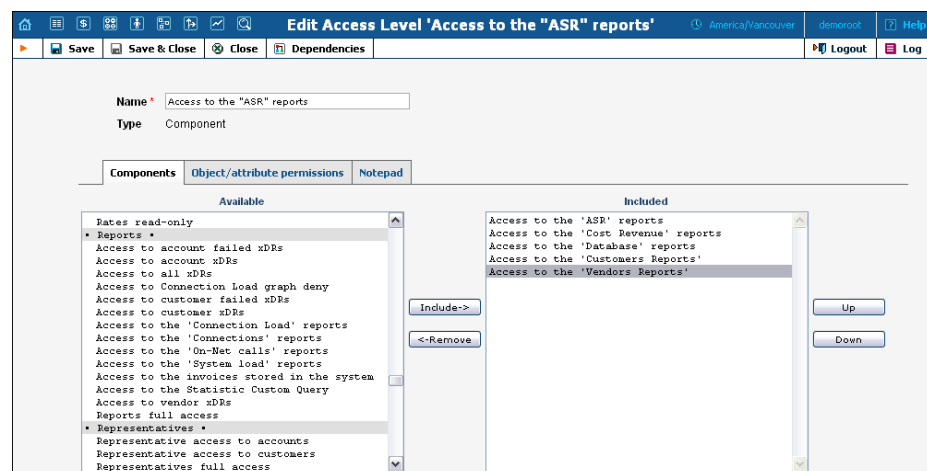 Edit Access Level 'Access to the "ASR" reports'
America/Vancouver
demoroot
Help
Save
Save & Close
Close
Dependencies
Logout
Log
Name * Access to the "ASR" reports
Type Component
Components
Object/attribute permissions
Notepad
Available
Rates read-only
• Reports •
Access to account failed xDRs
Access to account xDRs
Access to all xDRs
Access to Connection Load graph deny
Access to customer failed xDRs
Access to customer xDRs
Access to the 'Connection Load' reports
Access to the 'Connections' reports
Access to the 'On-Net calls' reports
Access to the 'System load' reports
Access to the invoices stored in the system
Access to the Statistic Custom Query
Access to vendor xDRs
Reports full access
• Representatives •
Representative access to accounts
Representative access to customers
Representatives full access
Include->
<-Remove
Included
Access to the 'ASR' reports
Access to the 'Cost Revenue' reports
Access to the 'Database' reports
Access to the 'Customers Reports'
Access to the 'Vendors Reports'
Up
Down